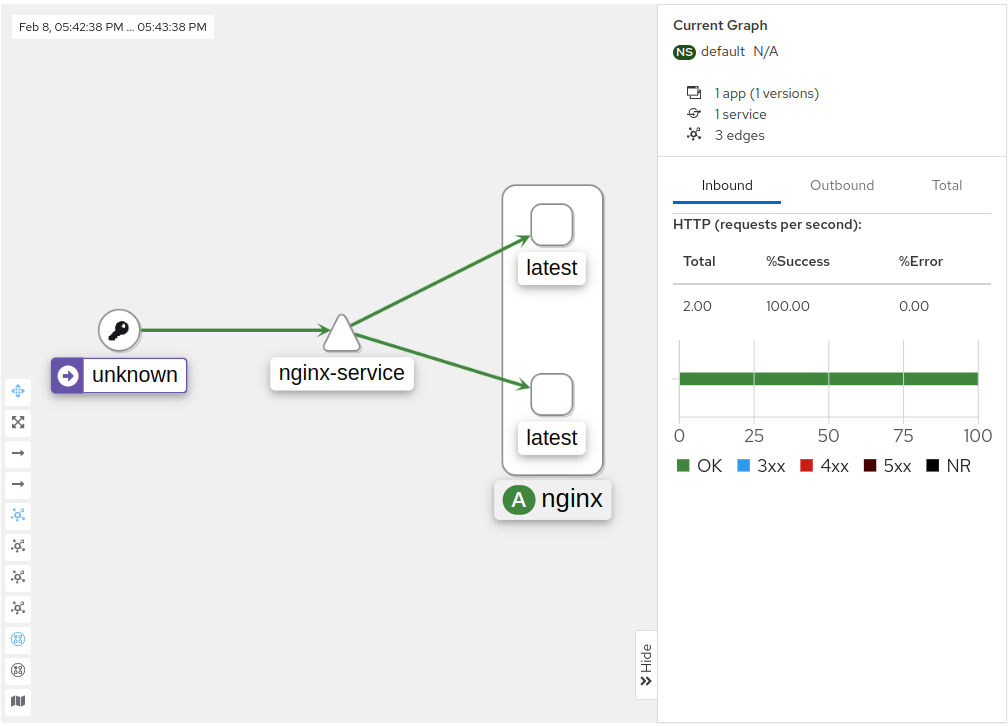 Feb 8, 05:42:38 PM ... 05:43:38 PM
latest
unknown
nginx-service
latest
A nginx
Hide
Current Graph
NS default N/A
1 app (1 versions)
1 service
3 edges
Inbound Outbound Total
HTTP (requests per second):
Total %Success %Error
2.00 100.00 0.00
0 25 50 75 100
OK 3xx 4xx 5xx NR